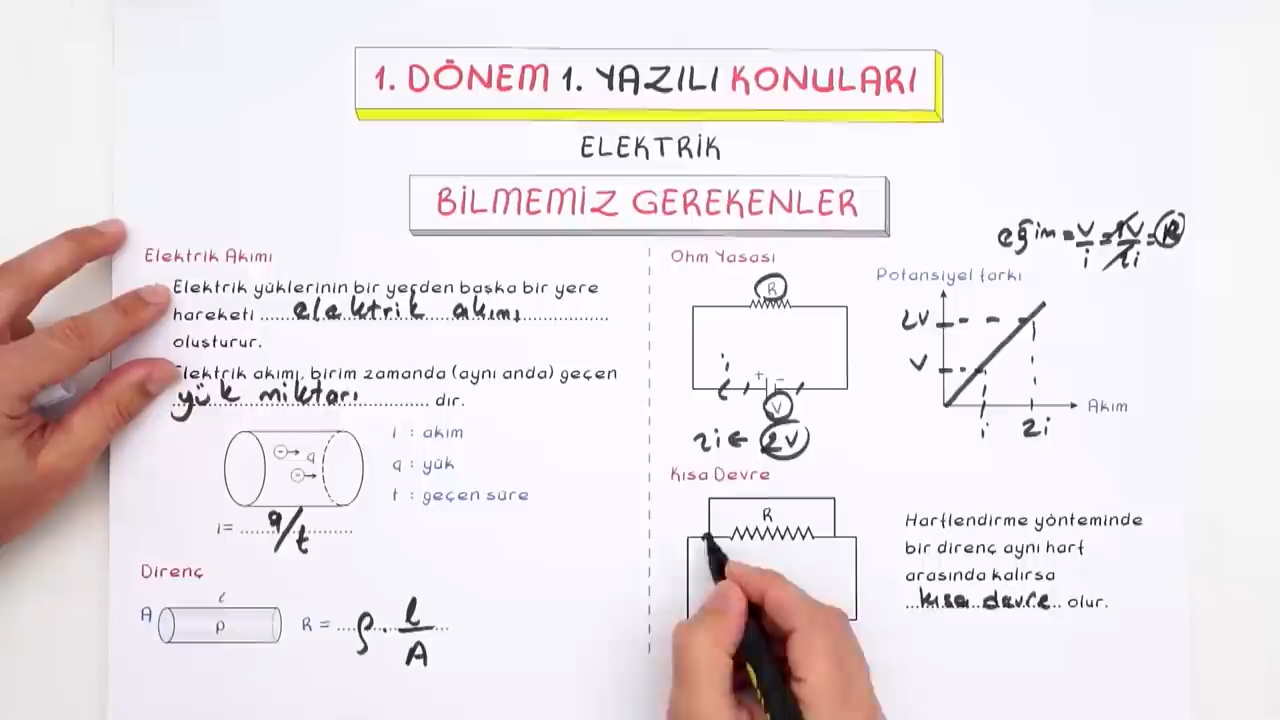 1. DÖNEM 1. YAZILI KONULARI
ELEKTRİK
BİLMEMİZ GEREKENLER
Elektrik Akımı
Elektrik yüklerinin bir yerden başka bir yere
hareketi ...... elektrik akımı ......
oluşturur.
Elektrik akımı, birim zamanda (aynı anda) geçen
yük miktarı ...... dır.
q
i : akım
q : yük
t : geçen süre
i= q/t
Direnç
l
A
ρ
R = ρ · l/A
Ohm Yasası
R
i
+ -
V
2i ← 2V
eğim = V/i = 2V/2i = R
Potansiyel farkı
2V
V
i
2i
Akım
Kısa Devre
R
Harflendirme yönteminde
bir direnç aynı harf
arasında kalırsa
kısa devre olur.